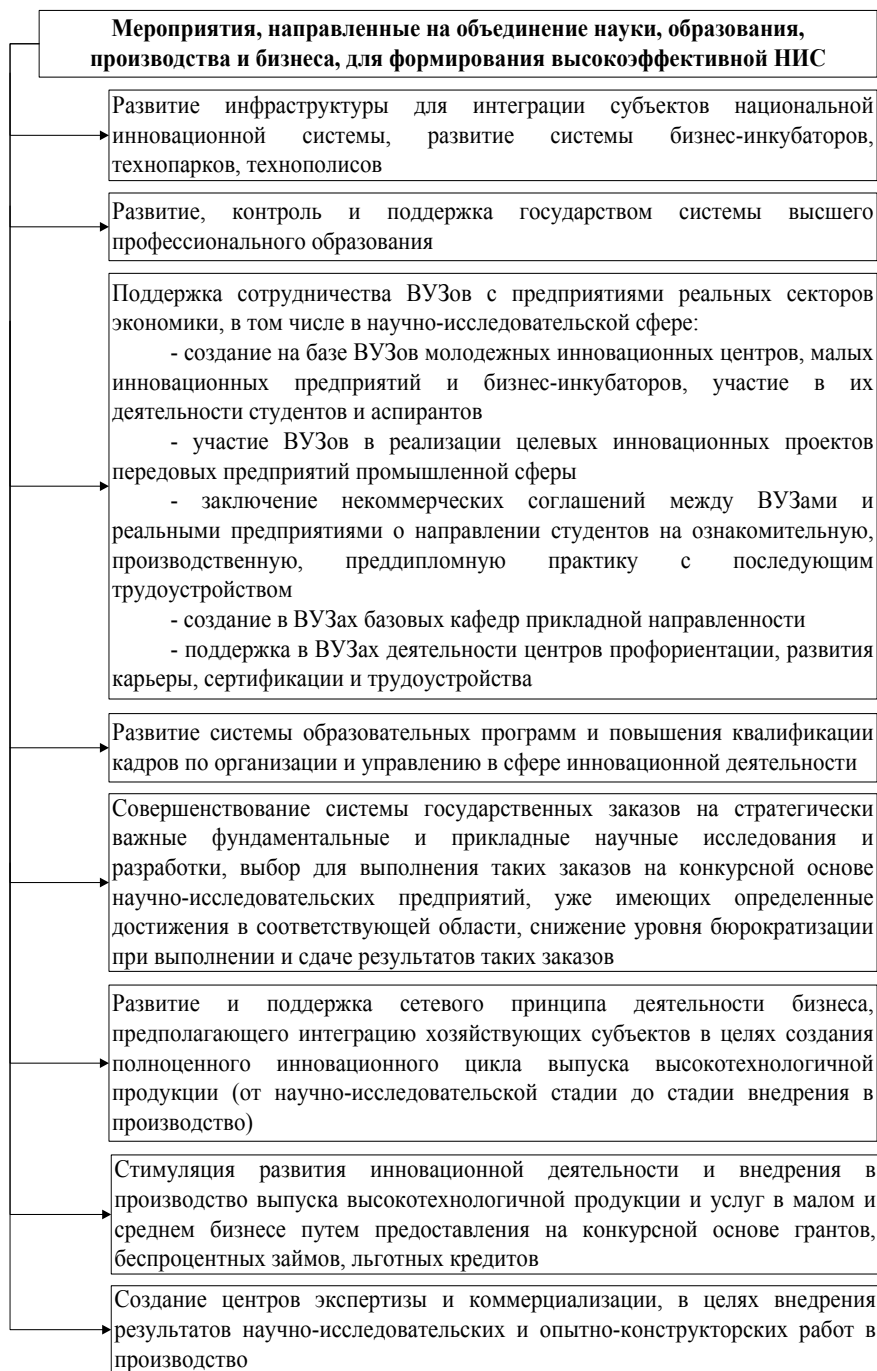 Мероприятия, направленные на объединение науки, образования,
производства и бизнеса, для формирования высокоэффективной НИС
Развитие инфраструктуры для интеграции субъектов национальной
инновационной системы, развитие системы бизнес-инкубаторов,
технопарков, технополисов
Развитие, контроль и поддержка государством системы высшего
профессионального образования
Поддержка сотрудничества ВУЗов с предприятиями реальных секторов
экономики, в том числе в научно-исследовательской сфере:
- создание на базе ВУЗов молодежных инновационных центров, малых
инновационных предприятий и бизнес-инкубаторов, участие в их
деятельности студентов и аспирантов
- участие ВУЗов в реализации целевых инновационных проектов
передовых предприятий промышленной сферы
- заключение некоммерческих соглашений между ВУЗами и
реальными предприятиями о направлении студентов на ознакомительную,
производственную, преддипломную практику с последующим
трудоустройством
- создание в ВУЗах базовых кафедр прикладной направленности
- поддержка в ВУЗах деятельности центров профориентации, развития
карьеры, сертификации и трудоустройства
Развитие системы образовательных программ и повышения квалификации
кадров по организации и управлению в сфере инновационной деятельности
Совершенствование системы государственных заказов на стратегически
важные фундаментальные и прикладные научные исследования и
разработки, выбор для выполнения таких заказов на конкурсной основе
научно-исследовательских предприятий, уже имеющих определенные
достижения в соответствующей области, снижение уровня бюрократизации
при выполнении и сдаче результатов таких заказов
Развитие и поддержка сетевого принципа деятельности бизнеса,
предполагающего интеграцию хозяйствующих субъектов в целях создания
полноценного инновационного цикла выпуска высокотехнологичной
продукции (от научно-исследовательской стадии до стадии внедрения в
производство)
Стимуляция развития инновационной деятельности и внедрения в
производство выпуска высокотехнологичной продукции и услуг в малом и
среднем бизнесе путем предоставления на конкурсной основе грантов,
беспроцентных займов, льготных кредитов
Создание центров экспертизы и коммерциализации, в целях внедрения
результатов научно-исследовательских и опытно-конструкторских работ в
производство